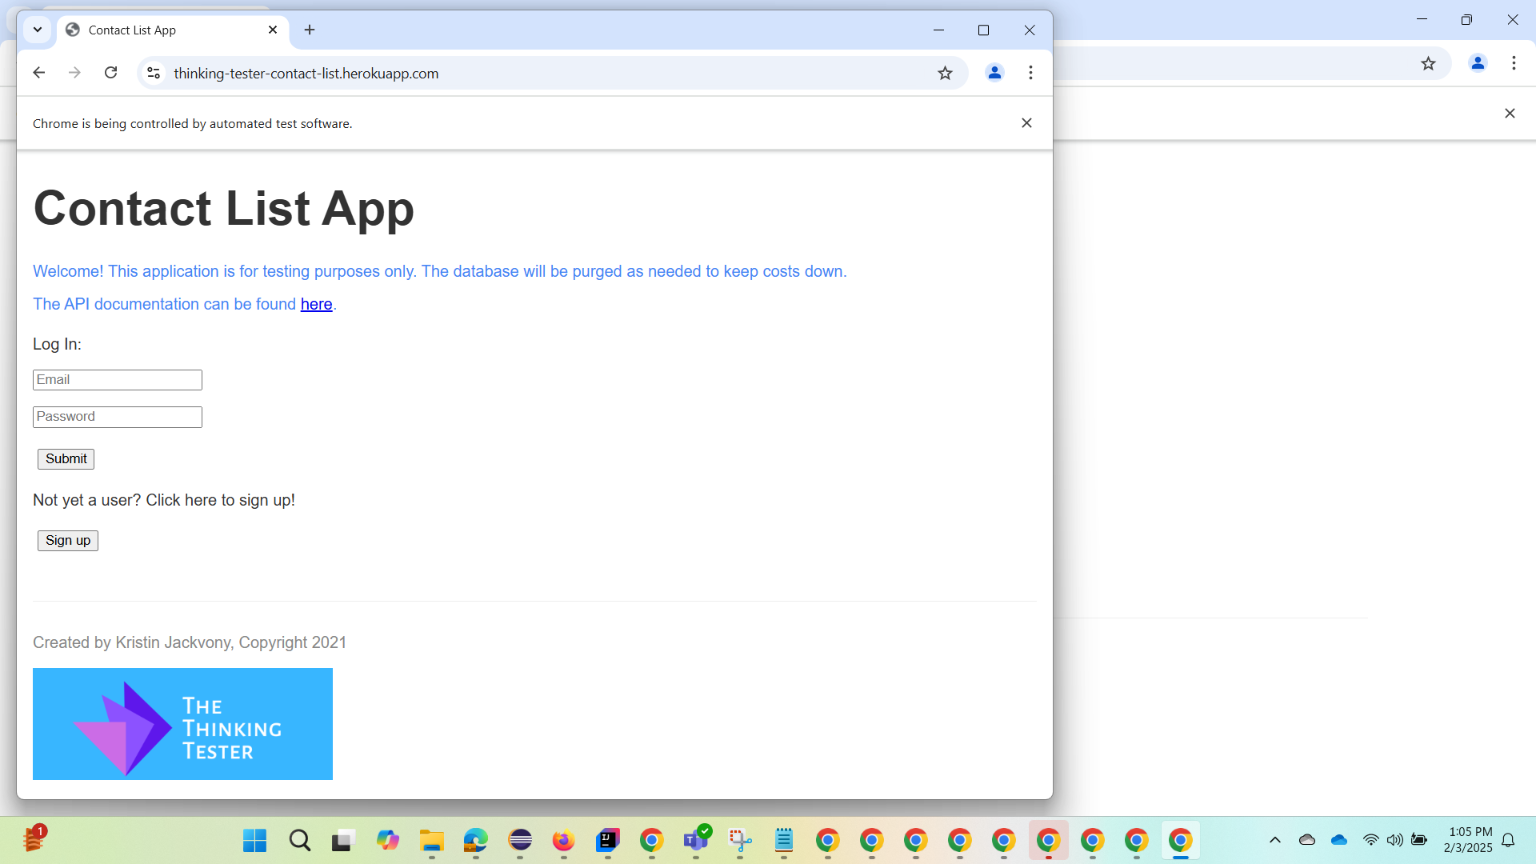 Contact List App
thinking-tester-contact-list.herokuapp.com
Chrome is being controlled by automated test software.
Contact List App
Welcome! This application is for testing purposes only. The database will be purged as needed to keep costs down.
The API documentation can be found here.
Log In:
Email
Password
Submit
Not yet a user? Click here to sign up!
Sign up
Created by Kristin Jackvony, Copyright 2021
THE
THINKING
TESTER
1
1:05 PM
2/3/2025